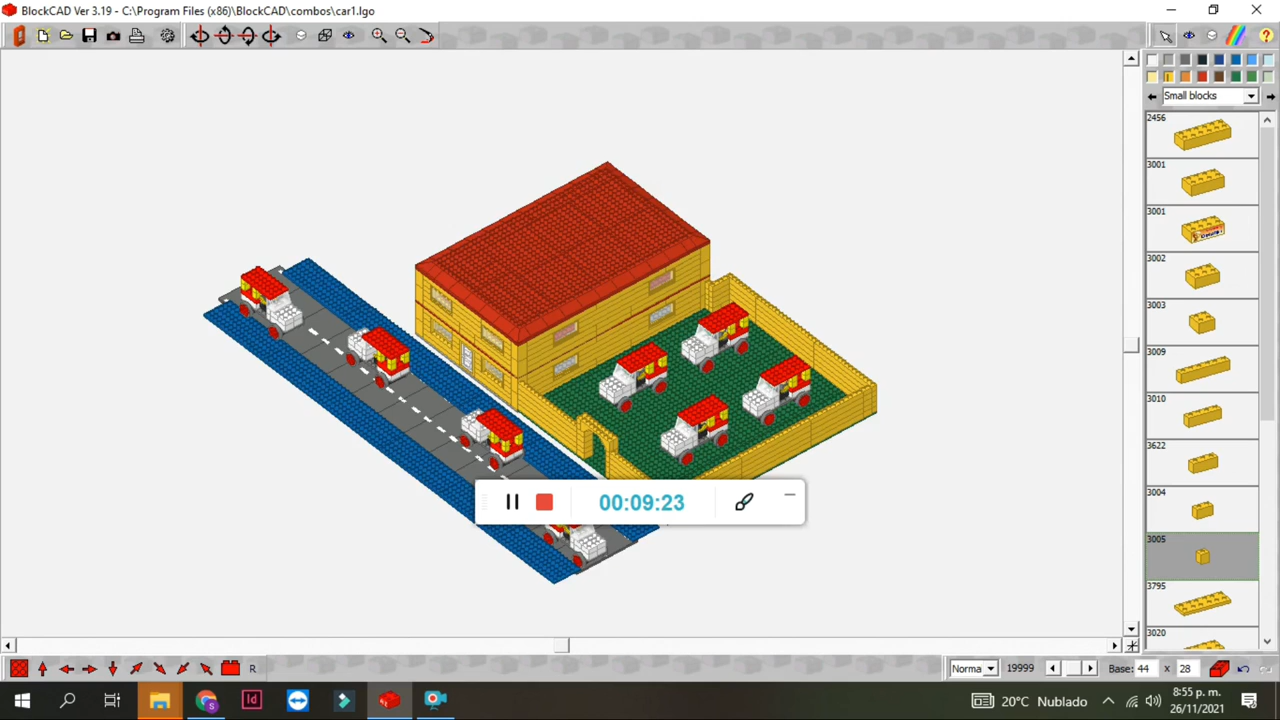 BlockCAD Ver 3.19 - C:\Program Files (x86)\BlockCAD\combos\car1.lgo
Small blocks
2456
3001
3001
3002
3003
3009
3010
3622
3004
3005
3795
3020
00:09:23
R
Norma
19999
Base: 44 x 28
20°C Nublado
8:55 p. m.
26/11/2021